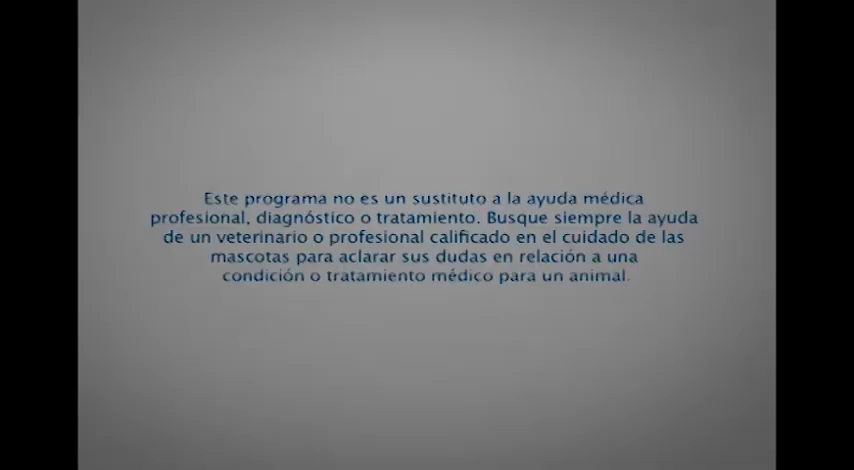 Este programa no es un sustituto a la ayuda médica
profesional, diagnóstico o tratamiento. Busque siempre la ayuda
de un veterinario o profesional calificado en el cuidado de las
mascotas para aclarar sus dudas en relación a una
condición o tratamiento médico para un animal.